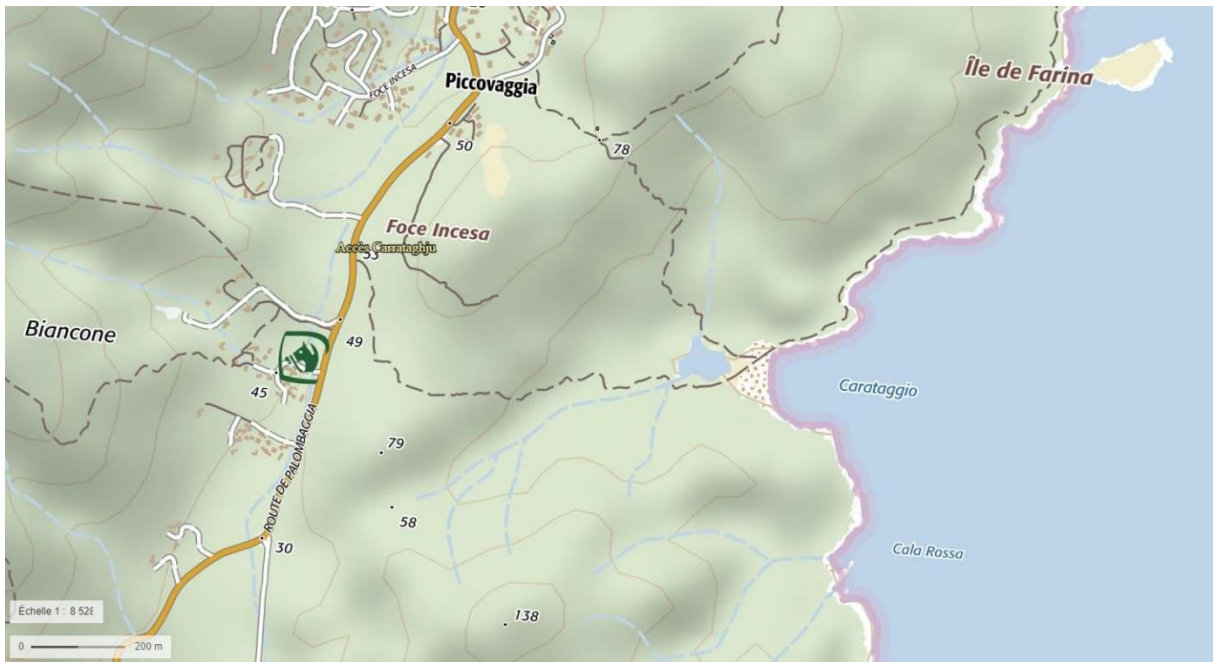 Île de Farina
FOCE INCESA
Piccovaggia
50
78
Foce Incesa
Accès Carrataghju
53
Biancone
49
45
Carataggio
ROUTE DE PALOMBAGGIA
79
58
30
Cala Rossa
138
Échelle 1 : 8 528
0 200 m